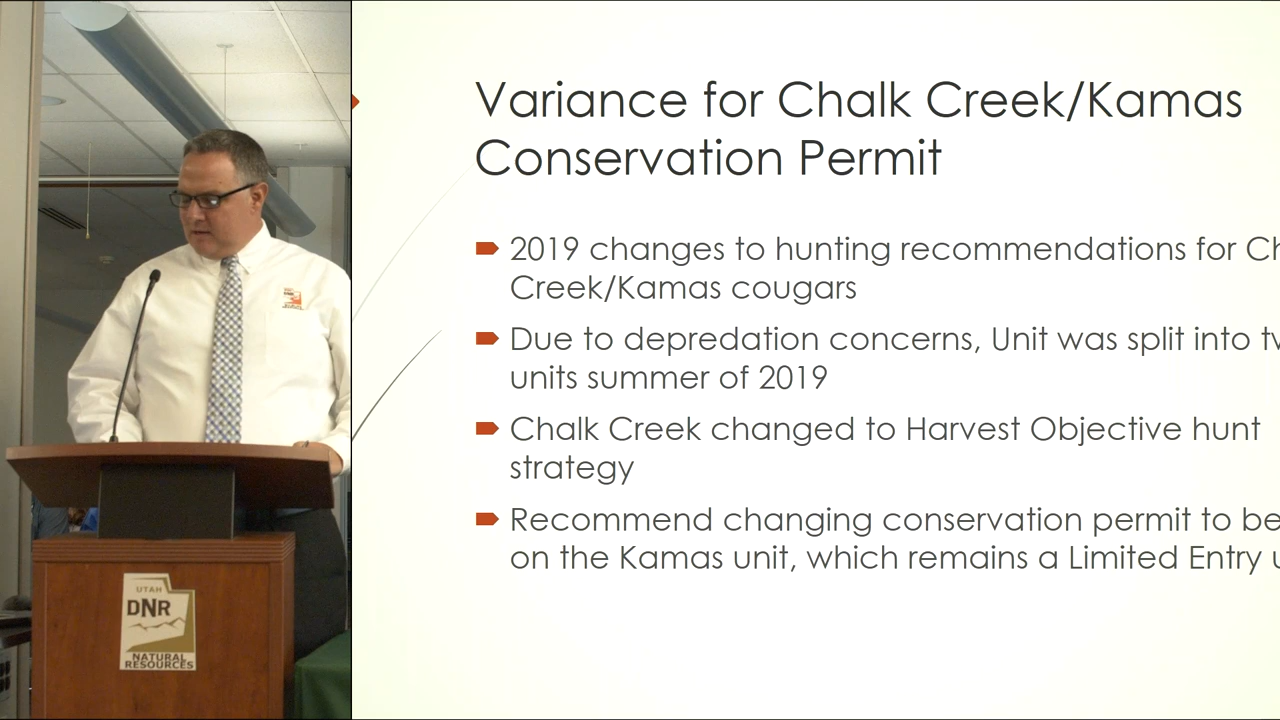 Variance for Chalk Creek/Kamas
Conservation Permit
2019 changes to hunting recommendations for
Creek/Kamas cougars
Due to depredation concerns, Unit was split into
units summer of 2019
Chalk Creek changed to Harvest Objective hunt
strategy
Recommend changing conservation permit to be
on the Kamas unit, which remains a Limited Entry
UTAH
DNR
NATURAL
RESOURCES
DNR